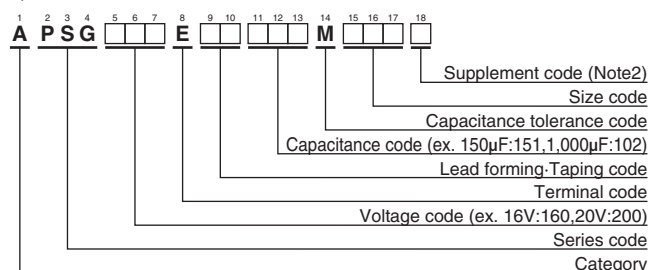 1 2 3 4 5 6 7 8 9 10 11 12 13 14 15 16 17 18
A P S G □□□ E □□ □□□ M □□□ □
Supplement code (Note2)
Size code
Capacitance tolerance code
Capacitance code (ex. 150μF:151,1,000μF:102)
Lead forming·Taping code
Terminal code
Voltage code (ex. 16V:160,20V:200)
Series code
Category